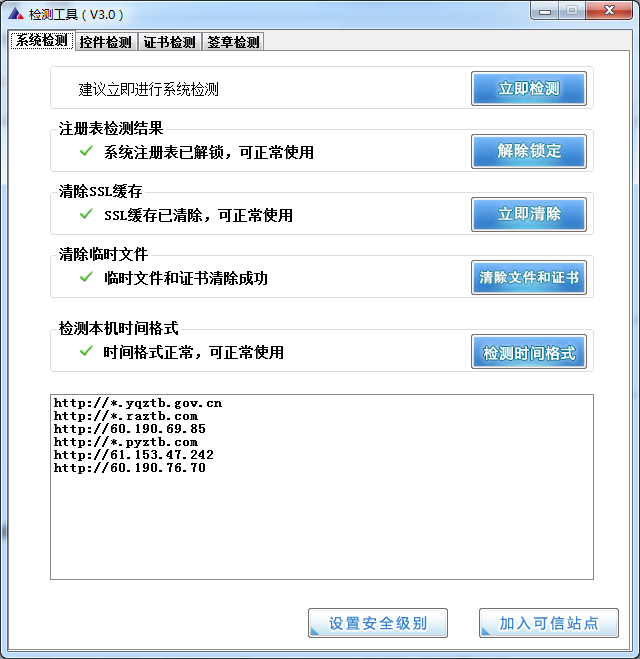 检测工具（V3.0）
系统检测 控件检测 证书检测 签章检测
建议立即进行系统检测 立即检测
注册表检测结果
系统注册表已解锁，可正常使用 解除锁定
清除SSL缓存
SSL缓存已清除，可正常使用 立即清除
清除临时文件
临时文件和证书清除成功 清除文件和证书
检测本机时间格式
时间格式正常，可正常使用 检测时间格式
http://*.yqztb.gov.cn
http://*.raztb.com
http://60.190.69.85
http://*.pyztb.com
http://61.153.47.242
http://60.190.76.70
设置安全级别 加入可信站点